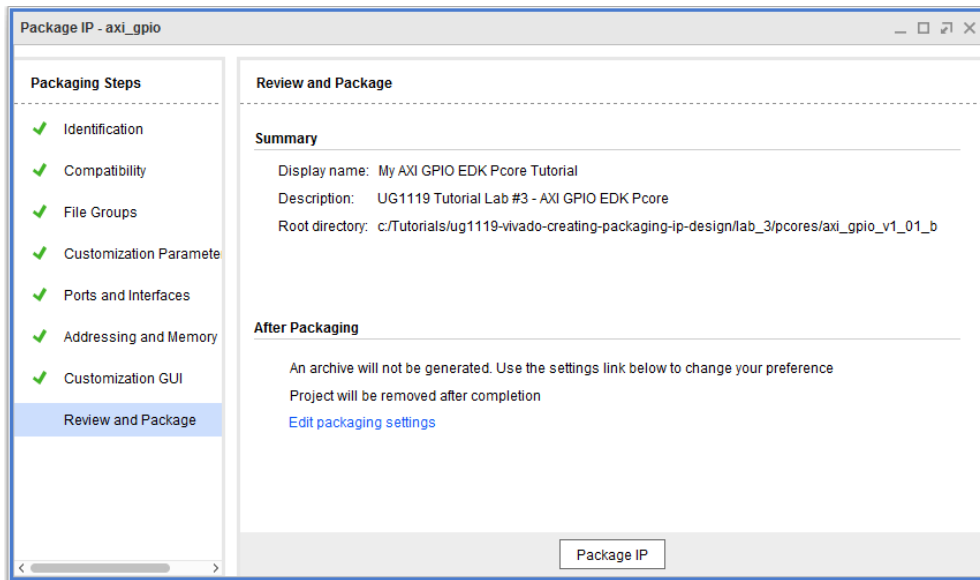 Package IP - axi_gpio
Packaging Steps
Identification
Compatibility
File Groups
Customization Paramete
Ports and Interfaces
Addressing and Memory
Customization GUI
Review and Package
Review and Package
Summary
Display name: My AXI GPIO EDK Pcore Tutorial
Description: UG1119 Tutorial Lab #3 - AXI GPIO EDK Pcore
Root directory: c:/Tutorials/ug1119-vivado-creating-packaging-ip-design/lab_3/pcores/axi_gpio_v1_01_b
After Packaging
An archive will not be generated. Use the settings link below to change your preference
Project will be removed after completion
Edit packaging settings
Package IP